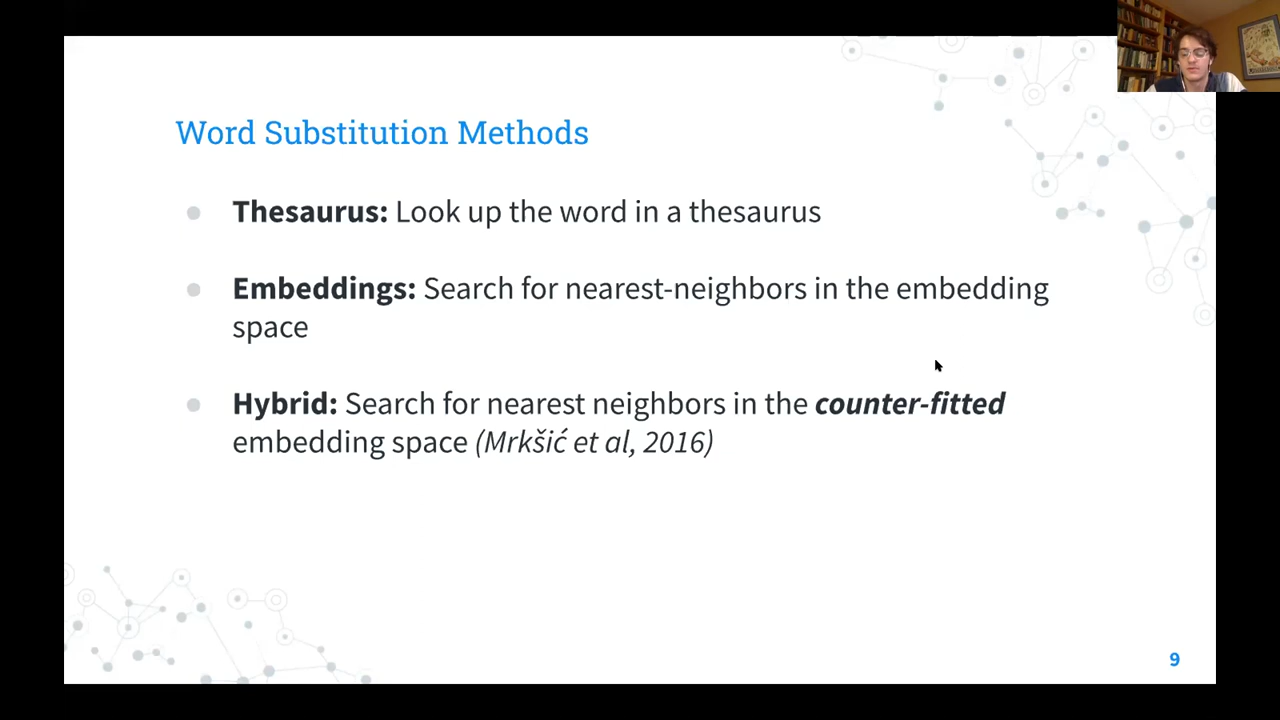 Word Substitution Methods
Thesaurus: Look up the word in a thesaurus
Embeddings: Search for nearest-neighbors in the embedding
space
Hybrid: Search for nearest neighbors in the counter-fitted
embedding space (Mrkšić et al, 2016)
9